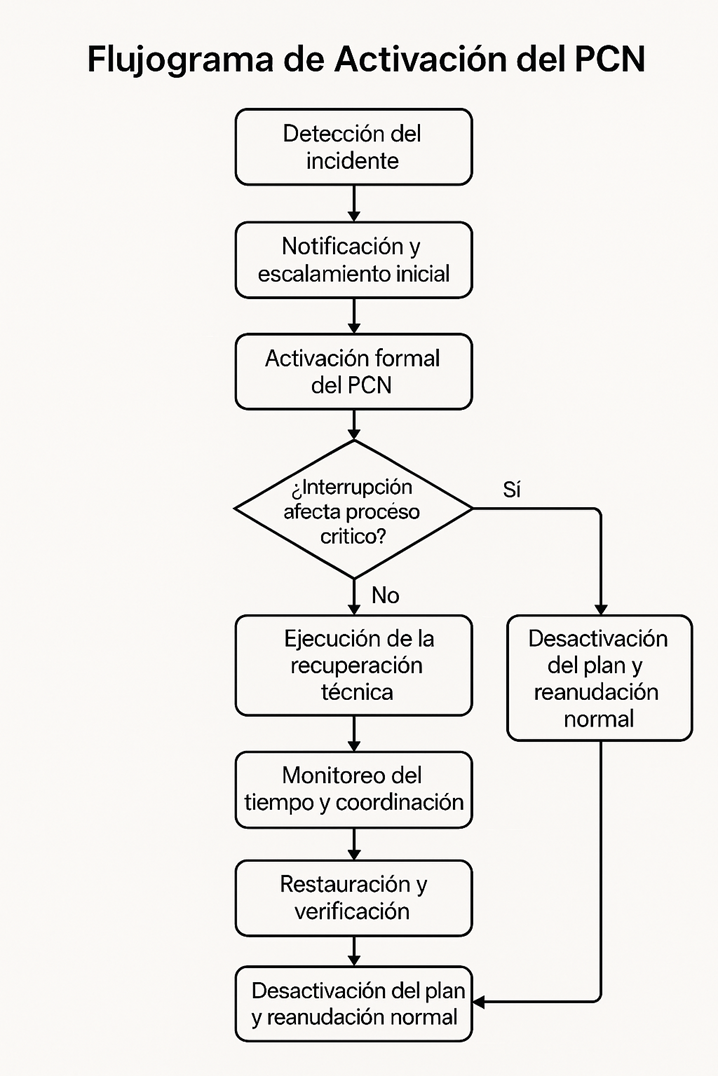 Flujograma de Activación del PCN
Detección del
incidente
Notificación y
escalamiento inicial
Activación formal
del PCN
¿Interrupción
afecta proceso
critico?
Sí
No
Ejecución de la
recuperación
técnica
Desactivación
del plan y
reanudación
normal
Monitoreo del
tiempo y coordinación
Restauración y
verificación
Desactivación del plan
y reanudación normal